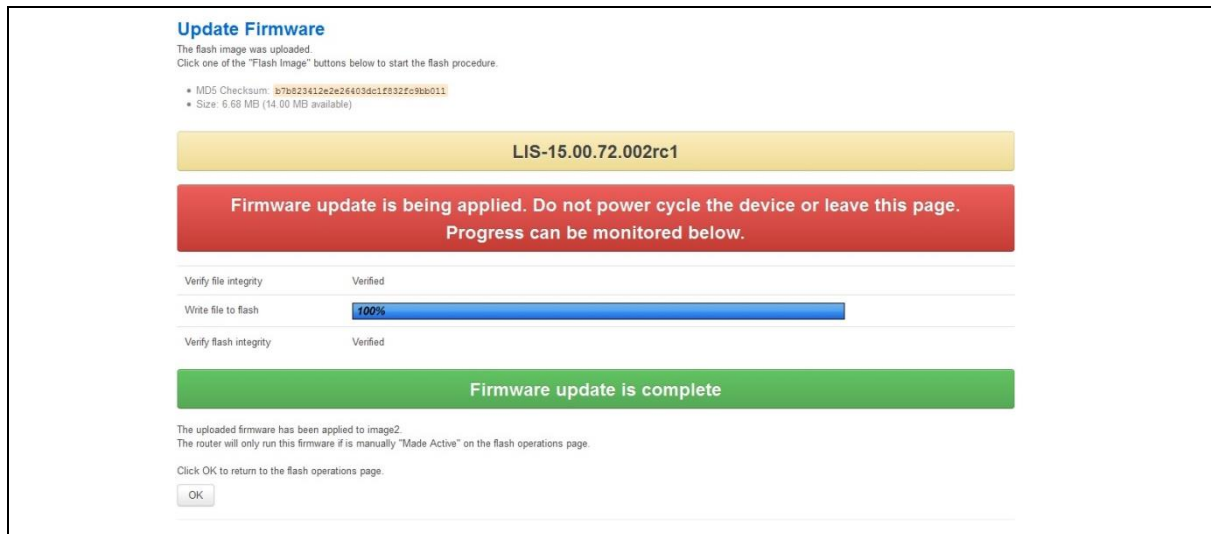 Update Firmware
The flash image was uploaded.
Click one of the "Flash Image" buttons below to start the flash procedure.
• MD5 Checksum: b7b823412e2e26403dc1f832fc9bb011
• Size: 6.68 MB (14.00 MB available)
LIS-15.00.72.002rc1
Firmware update is being applied. Do not power cycle the device or leave this page.
Progress can be monitored below.
Verify file integrity Verified
Write file to flash 100%
Verify flash integrity Verified
Firmware update is complete
The uploaded firmware has been applied to image2.
The router will only run this firmware if is manually "Made Active" on the flash operations page.
Click OK to return to the flash operations page.
OK